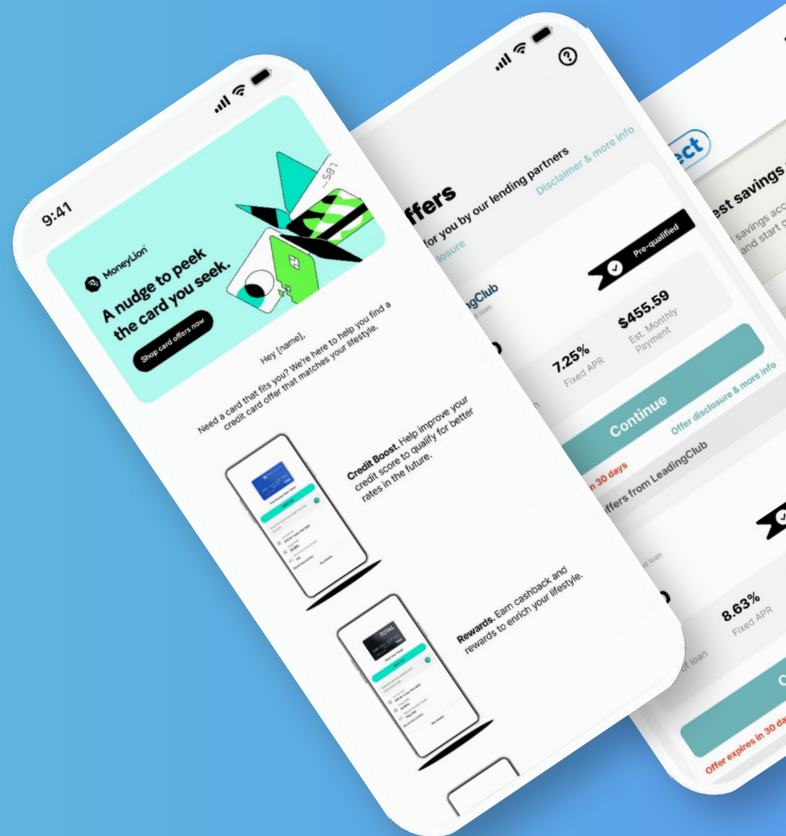 9:41
MoneyLion
A nudge to peek
the card you seek.
Shop card offers now
Hey [name],
Need a card that fits you? We're here to help you find a
credit card offer that matches your lifestyle.
Credit Boost. Help improve your
credit score to qualify for better
rates in the future.
Rewards. Earn cashback and
rewards to enrich your lifestyle.
ffers
for you by our lending partners
Disclaimer & more info
losure
Pre-qualified
ngClub
loan
7.25%
Fixed APR
$455.59
Est. Monthly
Payment
Continue
Offer disclosure & more info
in 30 days
ffers from LeadingClub
loan
8.63%
Fixed APR
of loan
C
Offer expires in 30 da
ect
est savings
savings acc
and start g